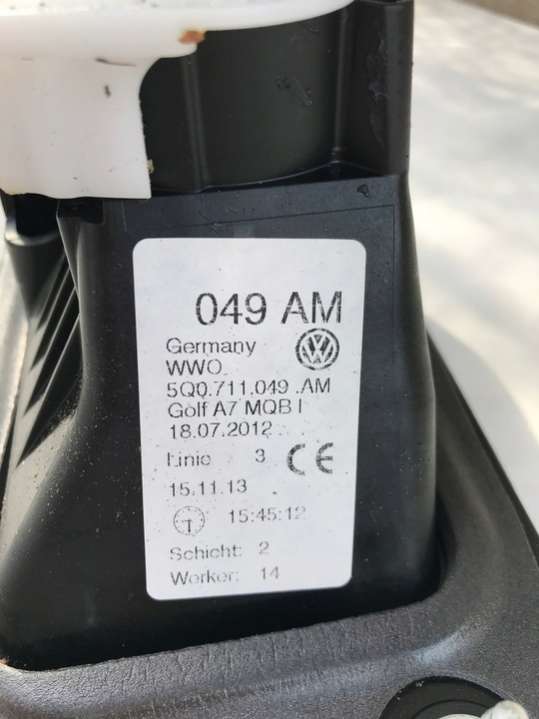 049 AM
Germany
WWO
5Q0.711.049 .AM
Golf A7 MQB I
18.07.2012
Linie 3 CE
15.11.13
15:45:12
Schicht: 2
Worker: 14